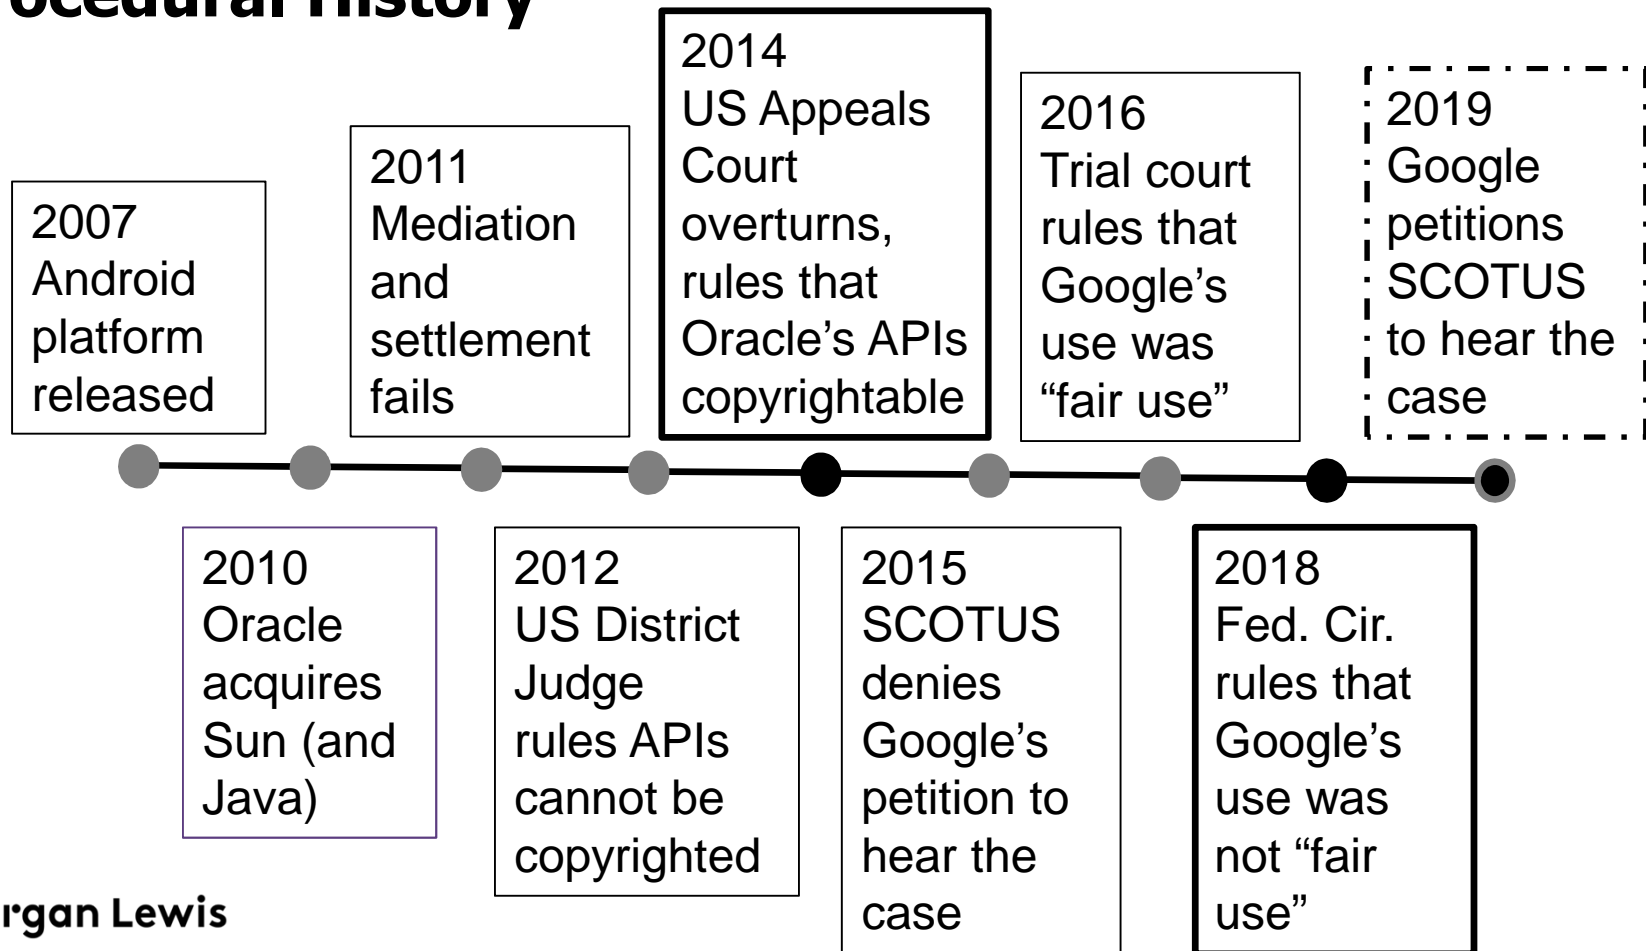 ocedural History
2007
Android
platform
released
2011
Mediation
and
settlement
fails
2014
US Appeals
Court
overturns,
rules that
Oracle’s APIs
copyrightable
2016
Trial court
rules that
Google’s
use was
“fair use”
2019
Google
petitions
SCOTUS
to hear the
case
2010
Oracle
acquires
Sun (and
Java)
2012
US District
Judge
rules APIs
cannot be
copyrighted
2015
SCOTUS
denies
Google’s
petition to
hear the
case
2018
Fed. Cir.
rules that
Google’s
use was
not “fair
use”
rgan Lewis